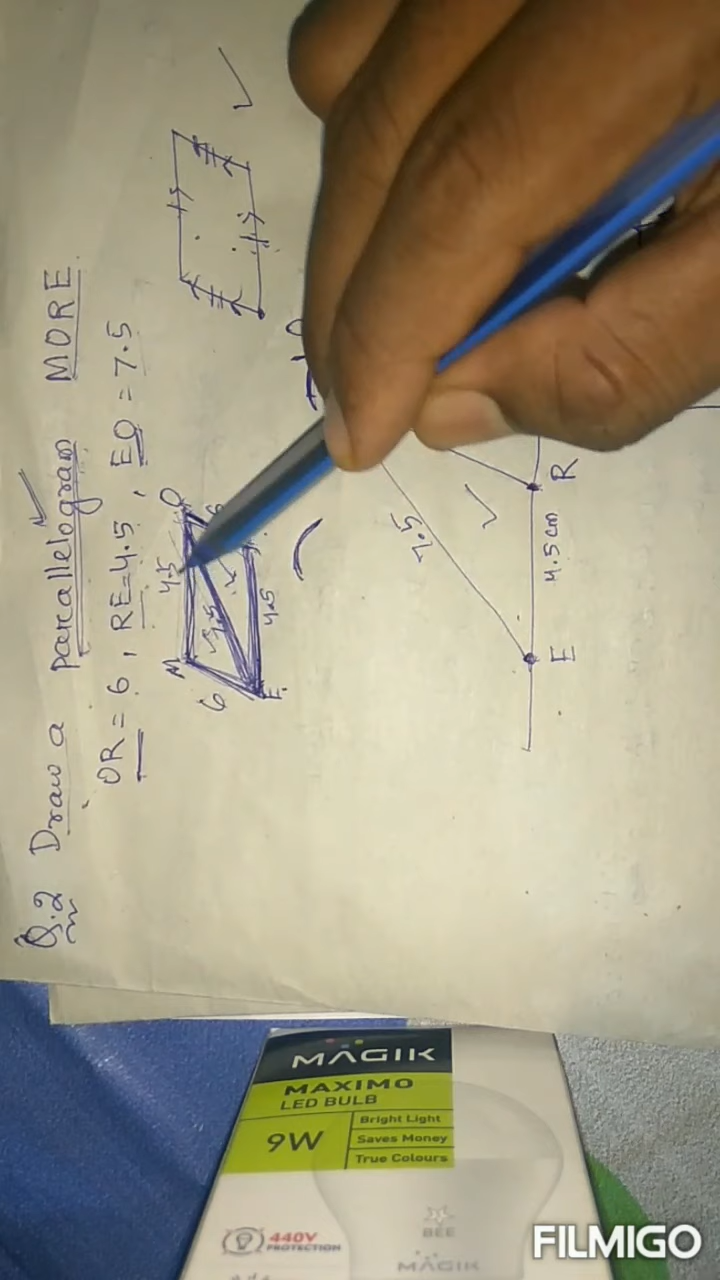 Q.2 Draw a parallelogram MORE.
OR = 6, RE=4.5, EO = 7.5
M
4.5
O
6
7.5
E
4.5
7.5
E
4.5cm
R
MAGIK
MAXIMO
LED BULB
9W
Bright Light
Saves Money
True Colours
440V
PROTECTION
BEE
MAGIK
FILMIGO